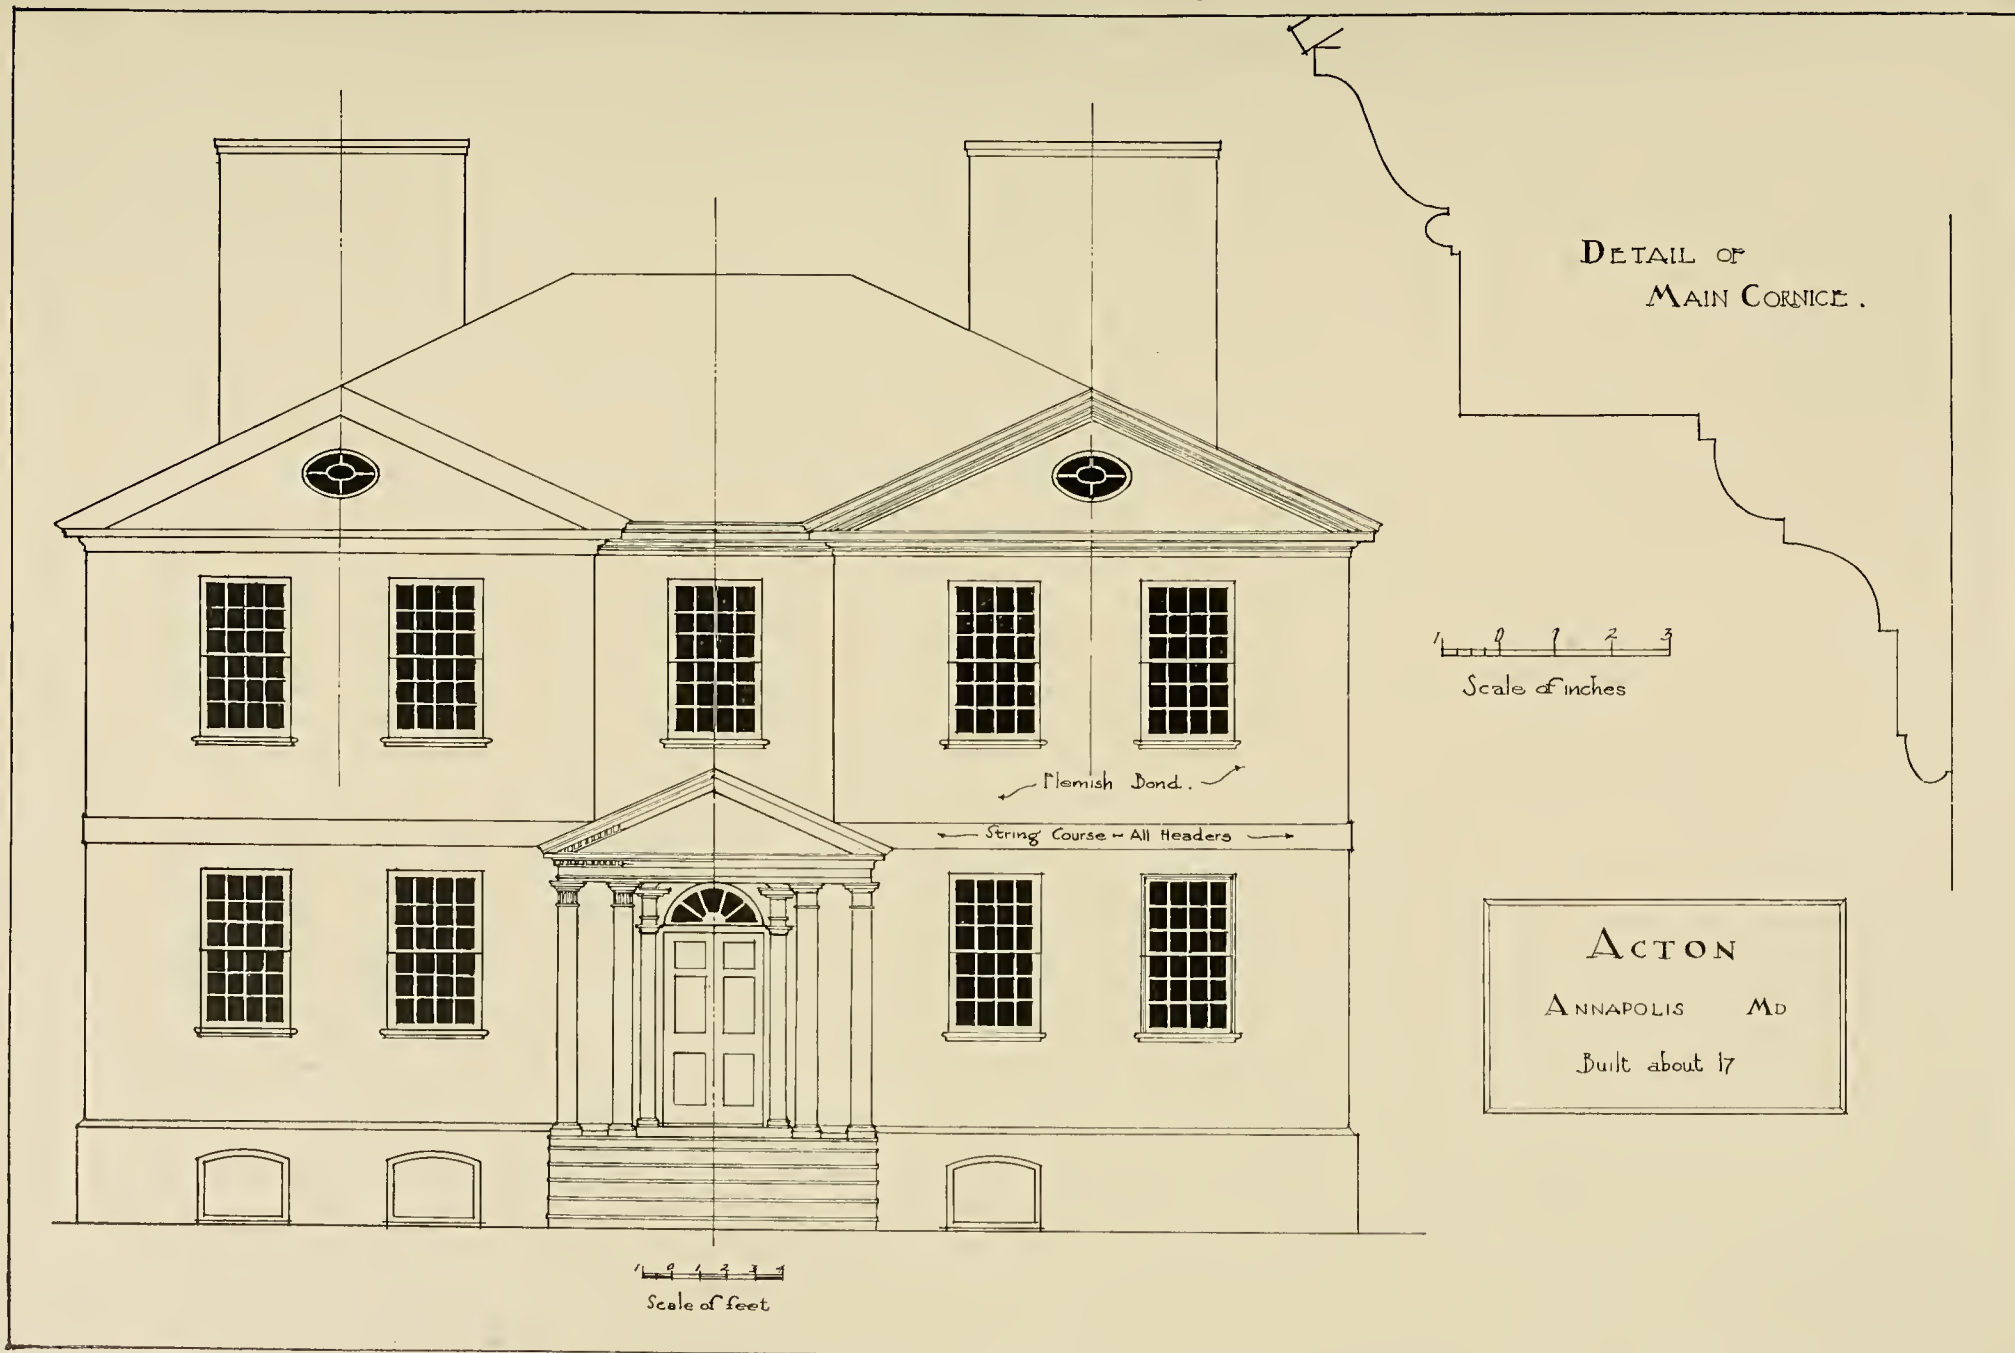 DETAIL OF
MAIN CORNICE.
1 0 1 2 3
Scale of inches
Flemish Bond.
String Course - All Headers
ACTON
ANNAPOLIS MD
Built about 17
1 0 1 2 3 4
Scale of feet